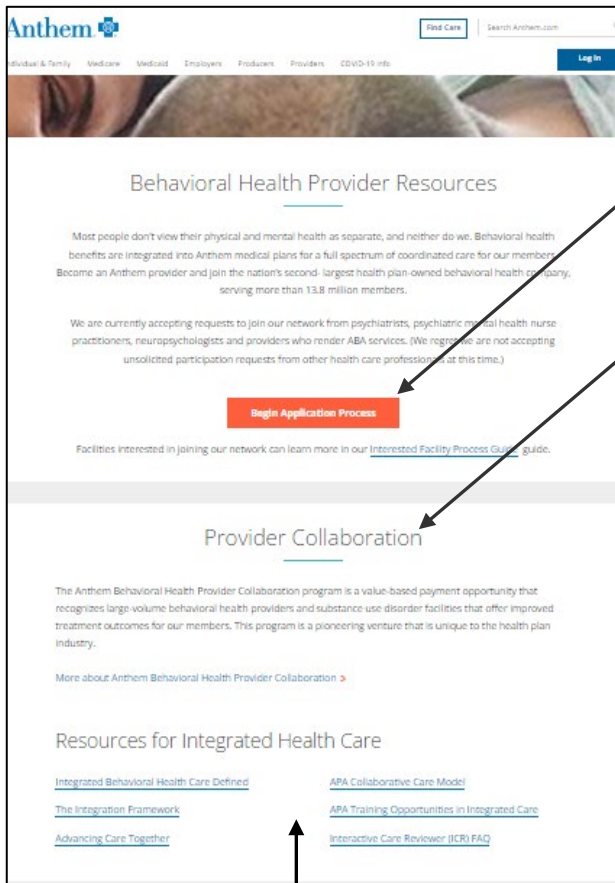 Anthem
Find Care
Search Anthem.com
Individual & Family Medicare Medicaid Employers Producers Providers COVID-19 Info
Log In
Behavioral Health Provider Resources
Most people don't view their physical and mental health as separate, and neither do we. Behavioral health
benefits are integrated into Anthem medical plans for a full spectrum of coordinated care for our members.
Become an Anthem provider and join the nation's second- largest health plan-owned behavioral health company,
serving more than 13.8 million members.
We are currently accepting requests to join our network from psychiatrists, psychiatric mental health nurse
practitioners, neuropsychologists and providers who render ABA services. (We regret we are not accepting
unsolicited participation requests from other health care professionals at this time.)
Begin Application Process
Facilities interested in joining our network can learn more in our Interested Facility Process Guide guide.
Provider Collaboration
The Anthem Behavioral Health Provider Collaboration program is a value-based payment opportunity that
recognizes large-volume behavioral health providers and substance use disorder facilities that offer improved
treatment outcomes for our members. This program is a pioneering venture that is unique to the health plan
industry.
More about Anthem Behavioral Health Provider Collaboration >
Resources for Integrated Health Care
Integrated Behavioral Health Care Defined
The Integration Framework
Advancing Care Together
APA Collaborative Care Model
APA Training Opportunities in Integrated Care
Interactive Care Reviewer (ICR) FAQ